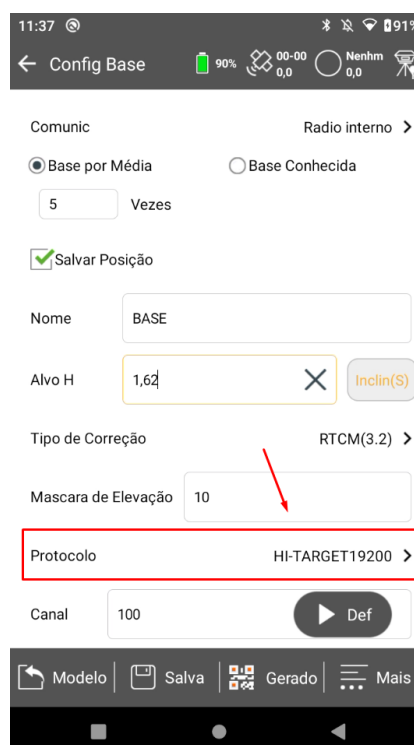 11:37 91%
Config Base 90% 00-00 0,0 Nenhm 0,0
Comunic Radio interno
Base por Média Base Conhecida
5 Vezes
Salvar Posição
Nome BASE
Alvo H 1,62 Inclin(S)
Tipo de Correção RTCM(3.2)
Mascara de Elevação 10
Protocolo HI-TARGET19200
Canal 100 Def
Modelo Salva Gerado Mais